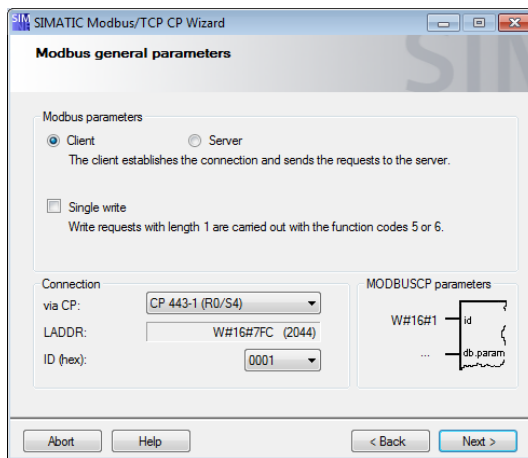 SIMATIC Modbus/TCP CP Wizard
Modbus general parameters
SIM
Modbus parameters
Client
Server
The client establishes the connection and sends the requests to the server.
Single write
Write requests with length 1 are carried out with the function codes 5 or 6.
Connection
via CP: CP 443-1 (R0/S4)
LADDR: W#16#7FC (2044)
ID (hex): 0001
MODBUSCP parameters
W#16#1 id
... db.param
Abort Help < Back Next >